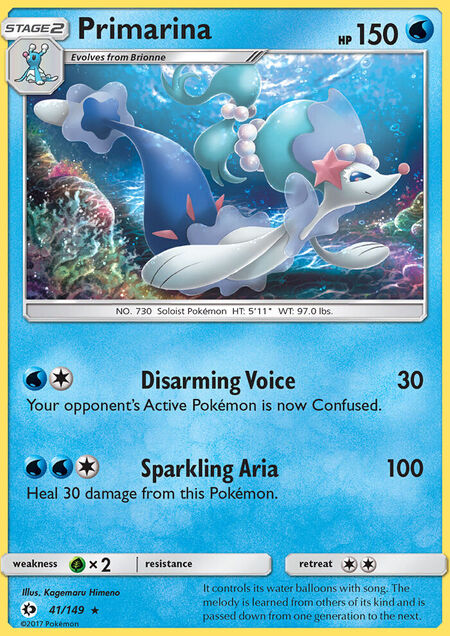 STAGE2 Primarina HP 150
Evolves from Brionne
NO. 730 Soloist Pokémon HT: 5'11" WT: 97.0 lbs.
Disarming Voice 30
Your opponent's Active Pokémon is now Confused.
Sparkling Aria 100
Heal 30 damage from this Pokémon.
weakness ×2 resistance retreat
Illus. Kagemaru Himeno
41/149 ★
©2017 Pokémon
It controls its water balloons with song. The
melody is learned from others of its kind and is
passed down from one generation to the next.